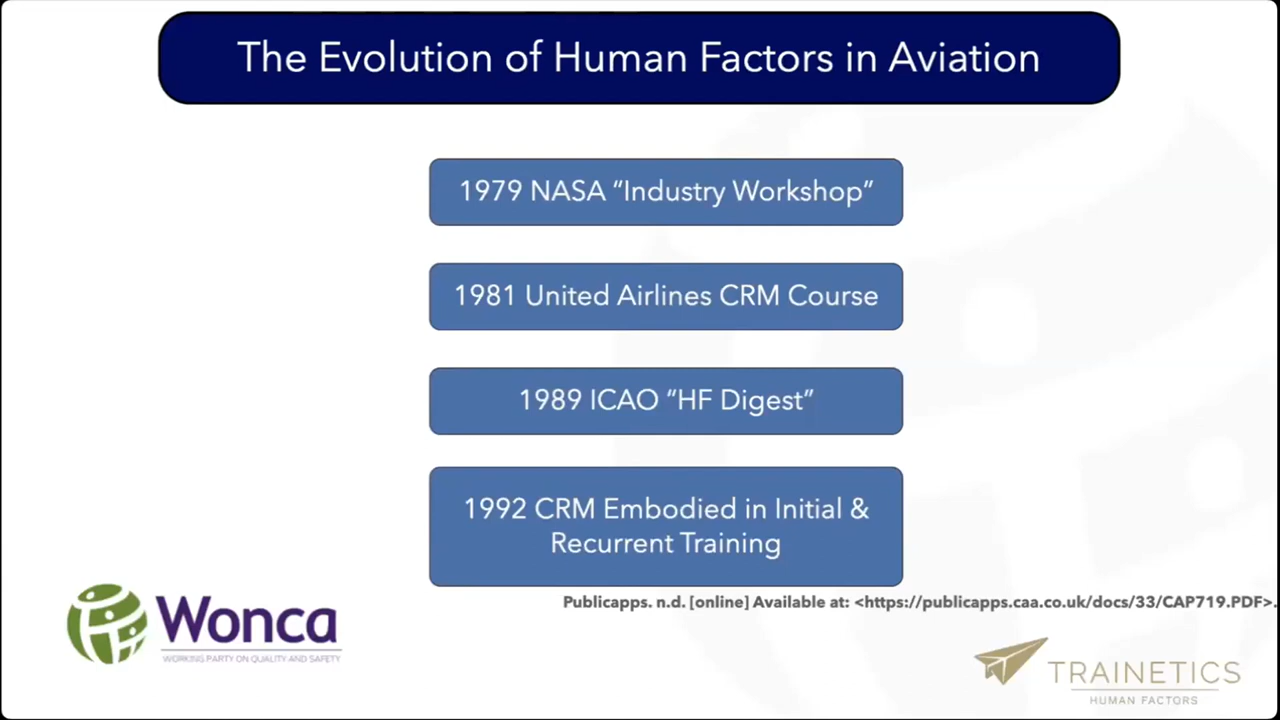 The Evolution of Human Factors in Aviation
1979 NASA “Industry Workshop”
1981 United Airlines CRM Course
1989 ICAO “HF Digest”
1992 CRM Embodied in Initial &
Recurrent Training
Publicapps. n.d. [online] Available at: <https://publicapps.caa.co.uk/docs/33/CAP719.PDF>.
Wonca
WORKING PARTY ON QUALITY AND SAFETY
TRAINETICS
HUMAN FACTORS